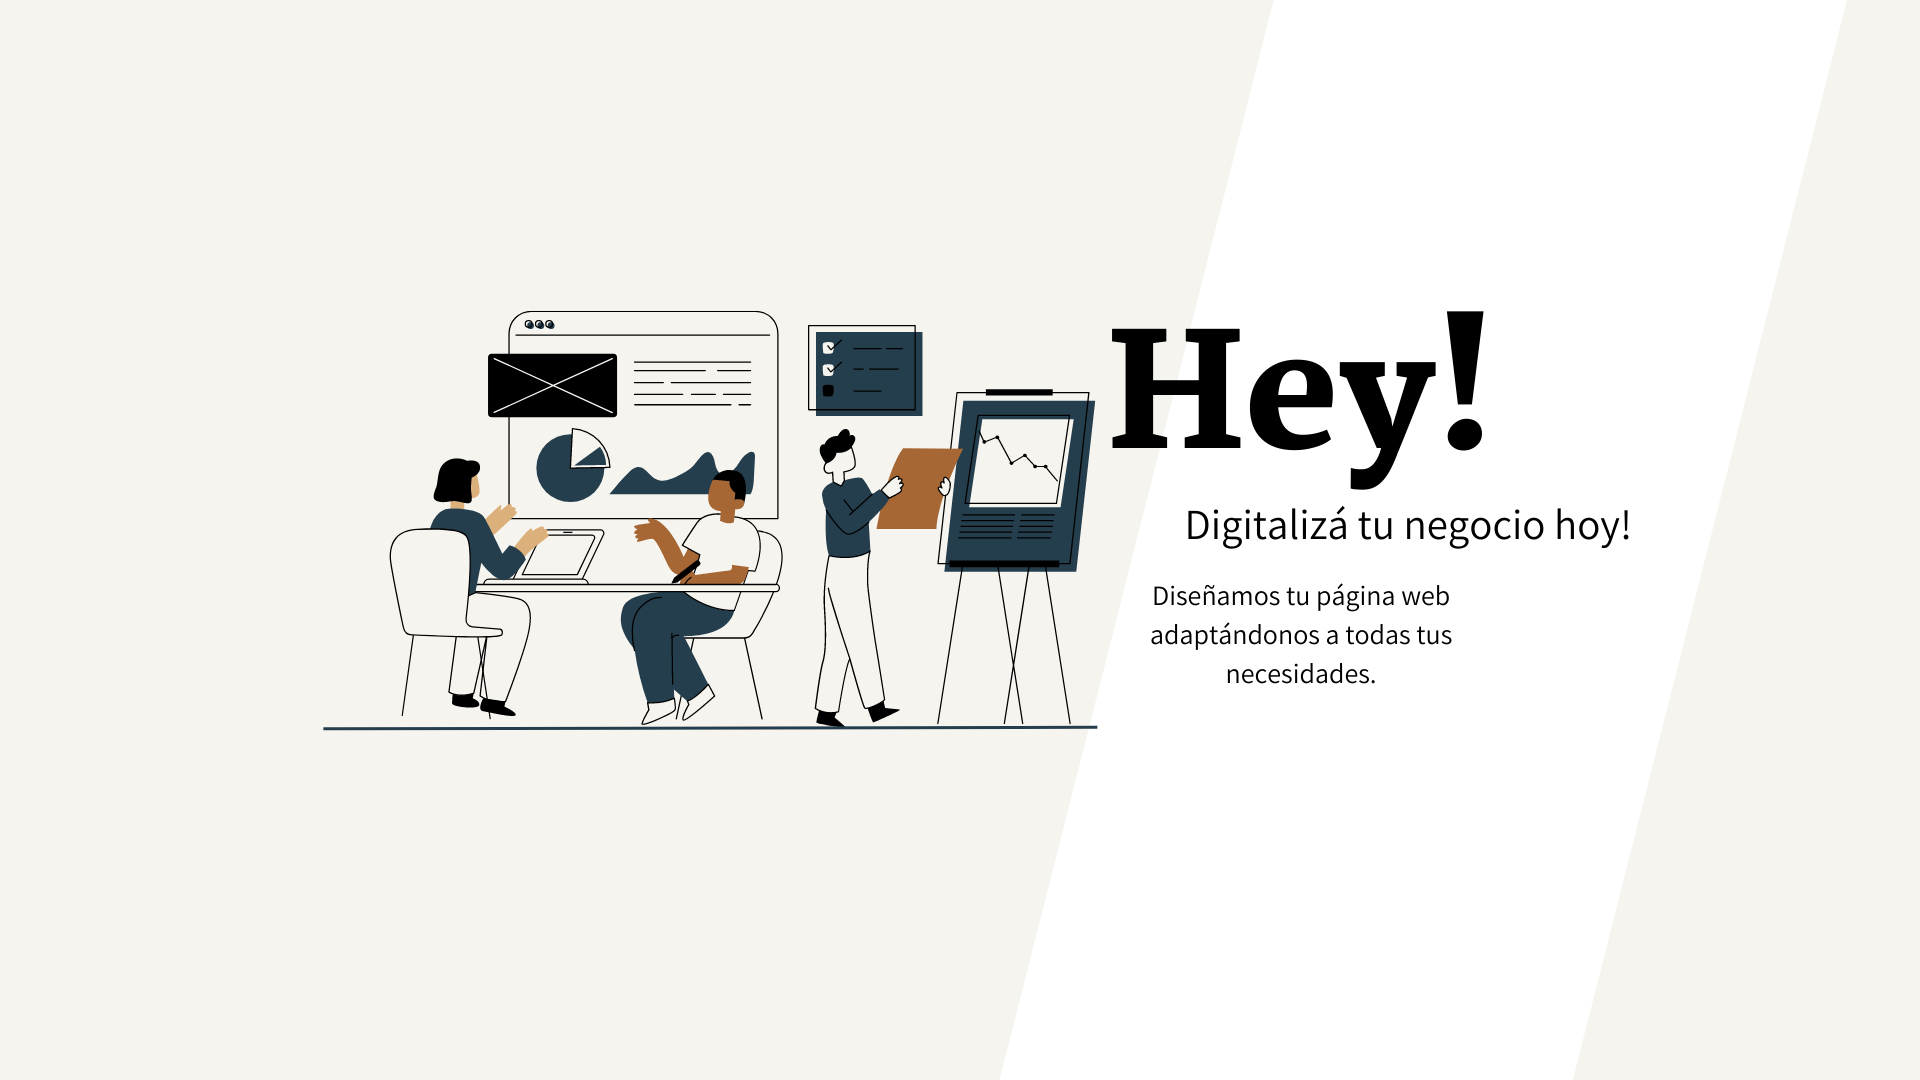 Hey!
Digitalizá tu negocio hoy!
Diseñamos tu página web
adaptándonos a todas tus
necesidades.